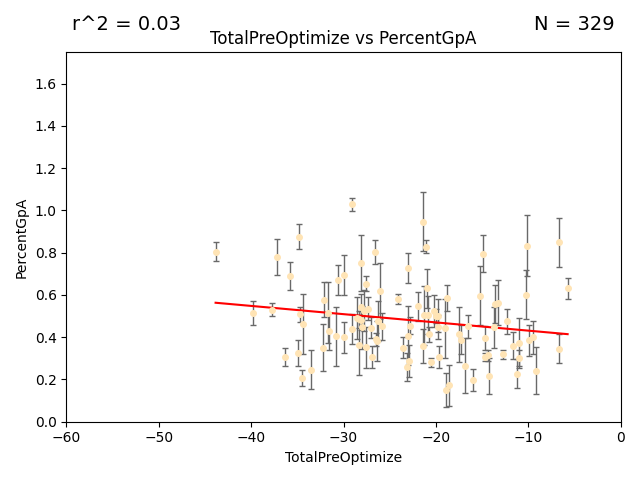 r^2 = 0.03
N = 329
TotalPreOptimize vs PercentGpA
PercentGpA
1.6
1.4
1.2
1.0
0.8
0.6
0.4
0.2
0.0
−60 −50 −40 −30 −20 −10 0
TotalPreOptimize